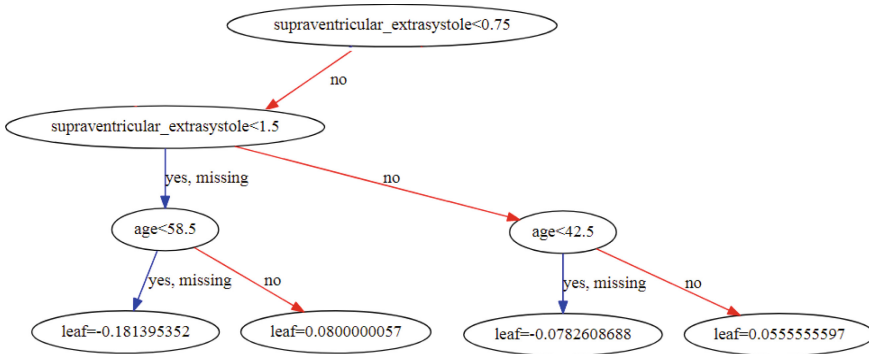 supraventricular_extrasystole<0.75
no
supraventricular_extrasystole<1.5
yes, missing
no
age<58.5
age<42.5
yes, missing
no
yes, missing
no
leaf=-0.181395352
leaf=0.0800000057
leaf=-0.0782608688
leaf=0.0555555597